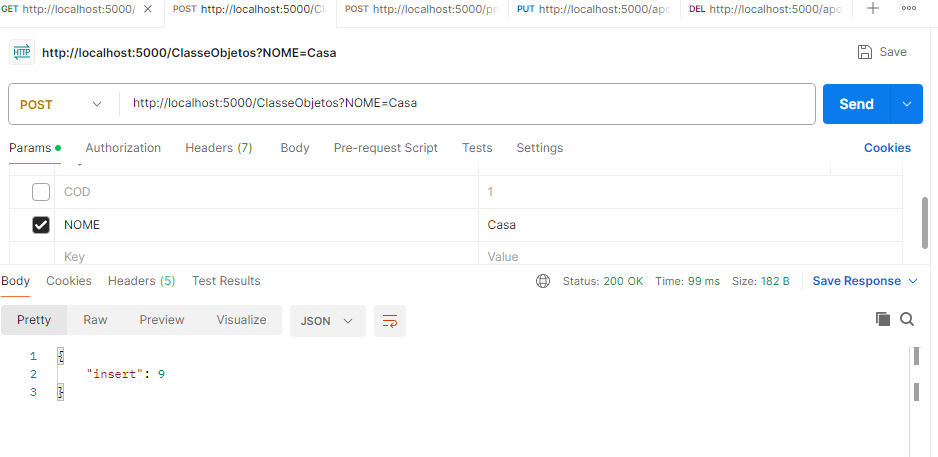 GET http://localhost:5000/ POST http://localhost:5000/Cl POST http://localhost:5000/pr PUT http://localhost:5000/apo DEL http://localhost:5000/apo
HTTP http://localhost:5000/ClasseObjetos?NOME=Casa Save
POST http://localhost:5000/ClasseObjetos?NOME=Casa Send
Params Authorization Headers (7) Body Pre-request Script Tests Settings Cookies
COD 1
NOME Casa
Key Value
Body Cookies Headers (5) Test Results Status: 200 OK Time: 99 ms Size: 182 B Save Response
Pretty Raw Preview Visualize JSON
1 {
2 "insert": 9
3 }